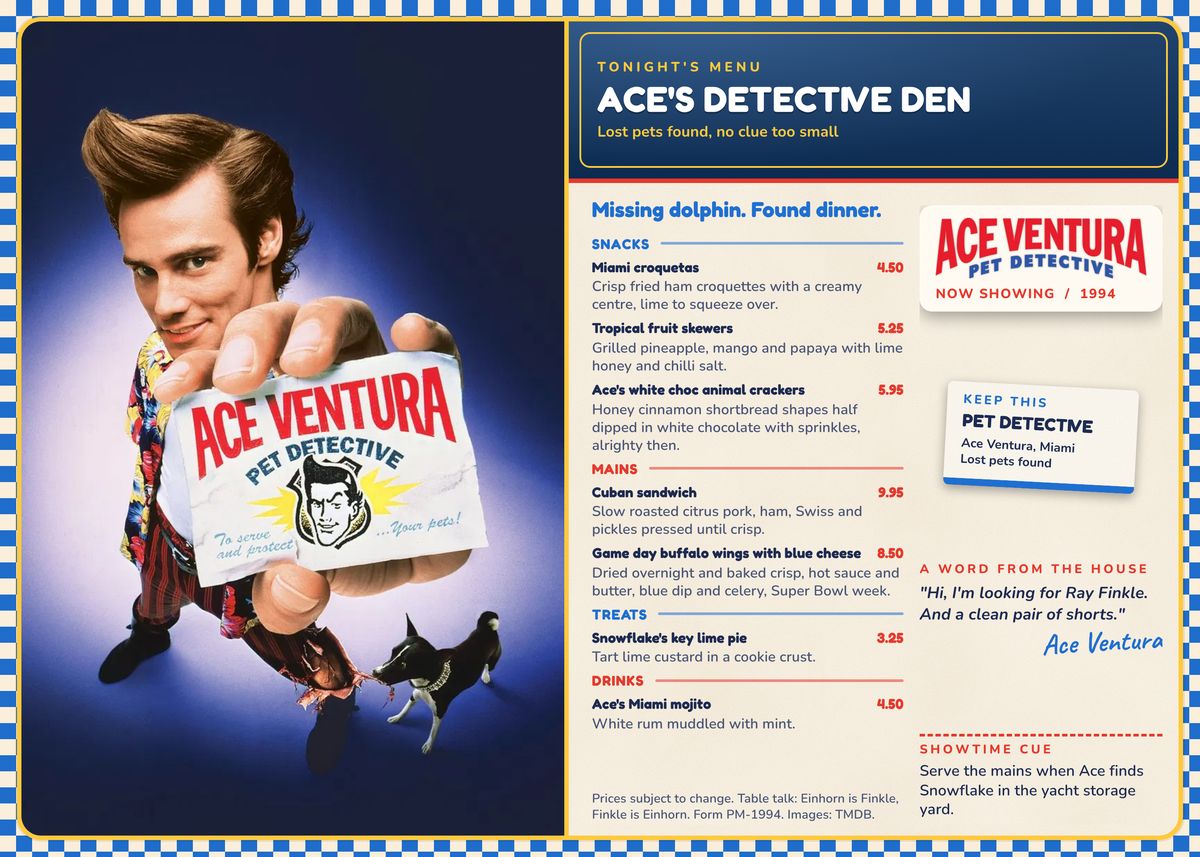 ACE VENTURA
PET DETECTIVE
To serve
and protect
...Your pets!
TONIGHT'S MENU
ACE'S DETECTIVE DEN
Lost pets found, no clue too small
Missing dolphin. Found dinner.
SNACKS
Miami croquetas 4.50
Crisp fried ham croquettes with a creamy
centre, lime to squeeze over.
Tropical fruit skewers 5.25
Grilled pineapple, mango and papaya with lime
honey and chilli salt.
Ace's white choc animal crackers 5.95
Honey cinnamon shortbread shapes half
dipped in white chocolate with sprinkles,
alrighty then.
MAINS
Cuban sandwich 9.95
Slow roasted citrus pork, ham, Swiss and
pickles pressed until crisp.
Game day buffalo wings with blue cheese 8.50
Dried overnight and baked crisp, hot sauce and
butter, blue dip and celery, Super Bowl week.
TREATS
Snowflake's key lime pie 3.25
Tart lime custard in a cookie crust.
DRINKS
Ace's Miami mojito 4.50
White rum muddled with mint.
Prices subject to change. Table talk: Einhorn is Finkle,
Finkle is Einhorn. Form PM-1994. Images: TMDB.
ACE VENTURA
PET DETECTIVE
NOW SHOWING / 1994
KEEP THIS
PET DETECTIVE
Ace Ventura, Miami
Lost pets found
A WORD FROM THE HOUSE
"Hi, I'm looking for Ray Finkle.
And a clean pair of shorts."
Ace Ventura
SHOWTIME CUE
Serve the mains when Ace finds
Snowflake in the yacht storage
yard.